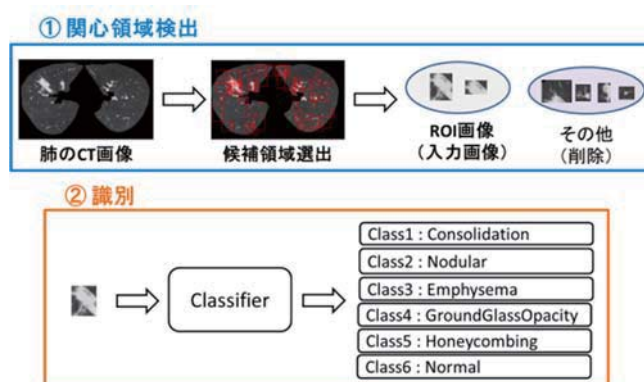 ① 関心領域検出
肺のCT画像
候補領域選出
ROI画像
(入力画像)
その他
(削除)
② 識別
Classifier
Class1 : Consolidation
Class2 : Nodular
Class3 : Emphysema
Class4 : GroundGlassOpacity
Class5 : Honeycombing
Class6 : Normal